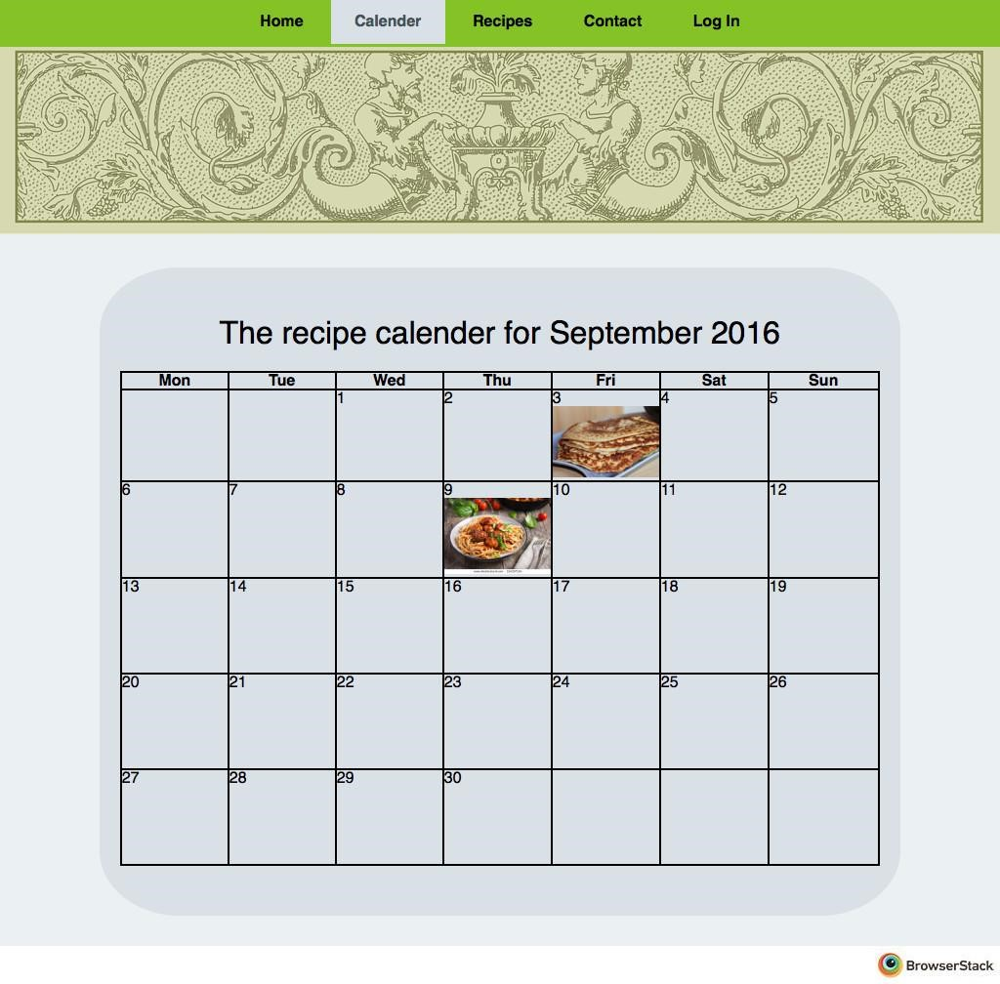 Home Calender Recipes Contact Log In
The recipe calender for September 2016
Mon Tue Wed Thu Fri Sat Sun
1 2 3 4 5
6 7 8 9 10 11 12
13 14 15 16 17 18 19
20 21 22 23 24 25 26
27 28 29 30
BrowserStack